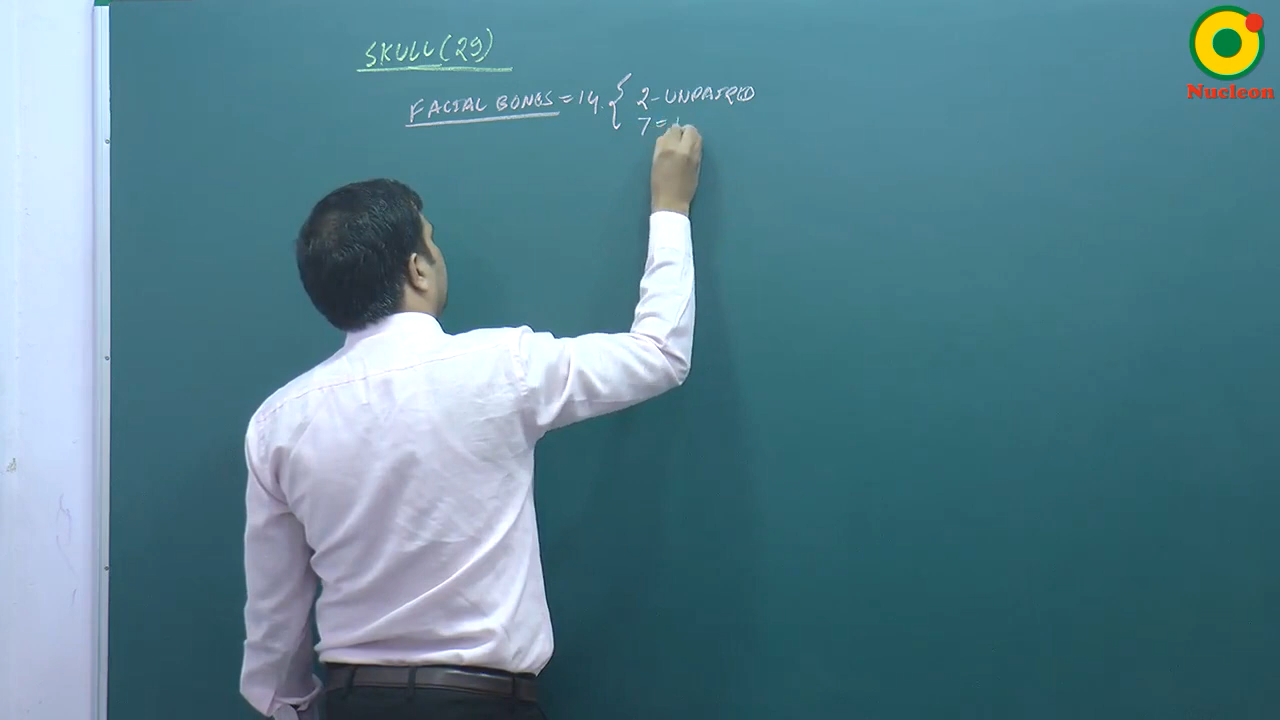 SKULL (29)
FACIAL BONES = 14. { 2 - UNPAIRED
7 =
Nucleon